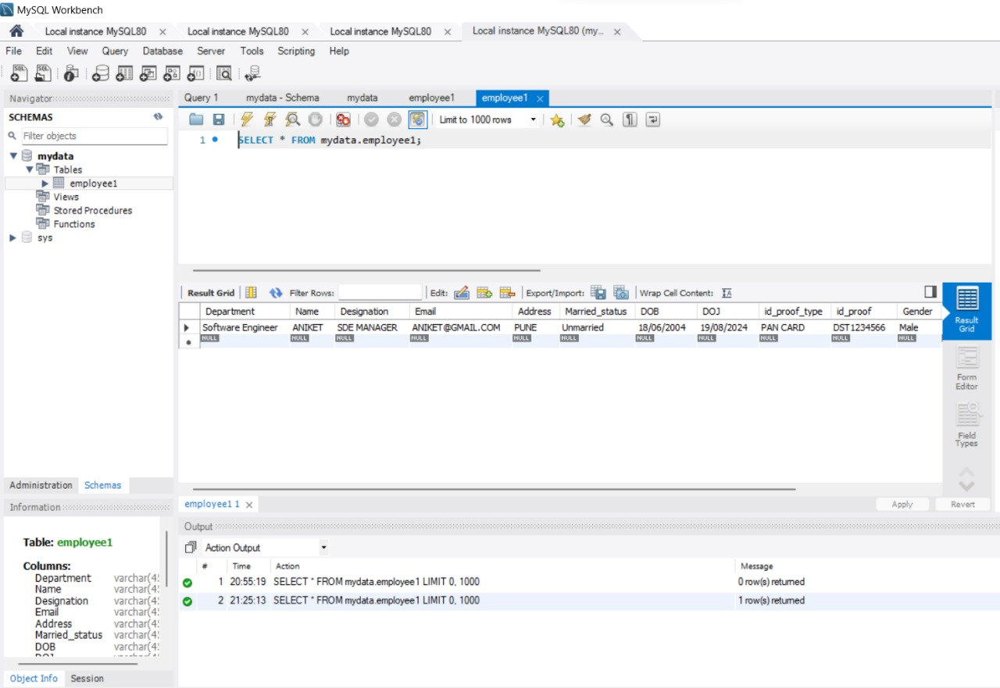 MySQL Workbench
Local instance MySQL80 Local instance MySQL80 Local instance MySQL80 Local instance MySQL80 (my...
File Edit View Query Database Server Tools Scripting Help
Navigator
SCHEMAS
Filter objects
mydata
Tables
employee1
Views
Stored Procedures
Functions
sys
Administration Schemas
Information
Table: employee1
Columns:
Department varchar(4
Name varchar(4
Designation varchar(4
Email varchar(4
Address varchar(4
Married_status varchar(4
DOB varchar(4
Object Info Session
Query 1 mydata - Schema mydata employee1 employee1
Limit to 1000 rows
1 SELECT * FROM mydata.employee1;
Result Grid Filter Rows: Edit: Export/Import: Wrap Cell Content:
Department Name Designation Email Address Married_status DOB DOJ id_proof_type id_proof Gender
Software Engineer ANIKET SDE MANAGER ANIKET@GMAIL.COM PUNE Unmarried 18/06/2004 19/08/2024 PAN CARD DST1234566 Male
NULL NULL NULL NULL NULL NULL NULL NULL NULL NULL NULL
Result
Grid
Form
Editor
Field
Types
employee1 1 Apply Revert
Output
Action Output
# Time Action Message
1 20:55:19 SELECT * FROM mydata.employee1 LIMIT 0, 1000 0 row(s) returned
2 21:25:13 SELECT * FROM mydata.employee1 LIMIT 0, 1000 1 row(s) returned